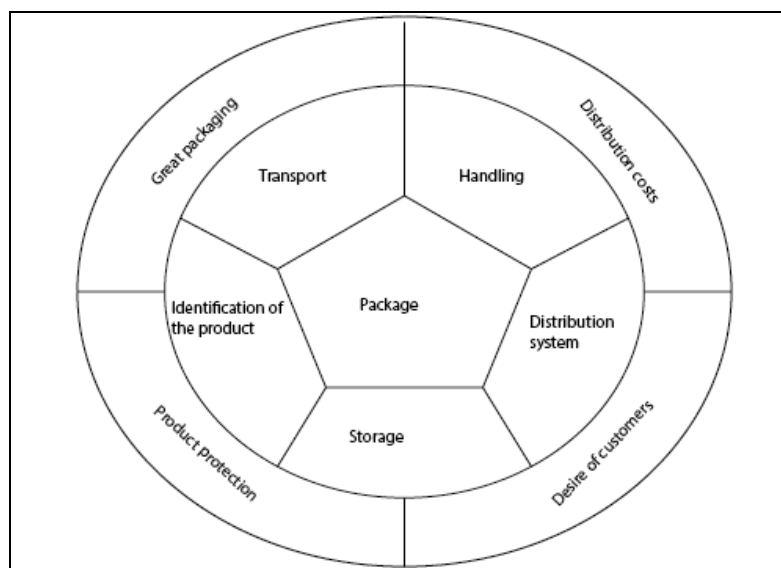 Great packaging
Distribution costs
Transport
Handling
Identification of
the product
Package
Distribution
system
Storage
Product protection
Desire of customers